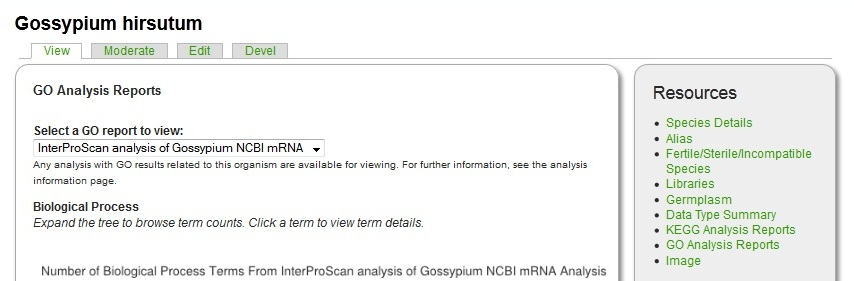 Gossypium hirsutum
View Moderate Edit Devel
GO Analysis Reports
Select a GO report to view:
InterProScan analysis of Gossypium NCBI mRNA
Any analysis with GO results related to this organism are available for viewing. For further information, see the analysis
information page.
Biological Process
Expand the tree to browse term counts. Click a term to view term details.
Number of Biological Process Terms From InterProScan analysis of Gossypium NCBI mRNA Analysis
Resources
Species Details
Alias
Fertile/Sterile/Incompatible
Species
Libraries
Germplasm
Data Type Summary
KEGG Analysis Reports
GO Analysis Reports
Image